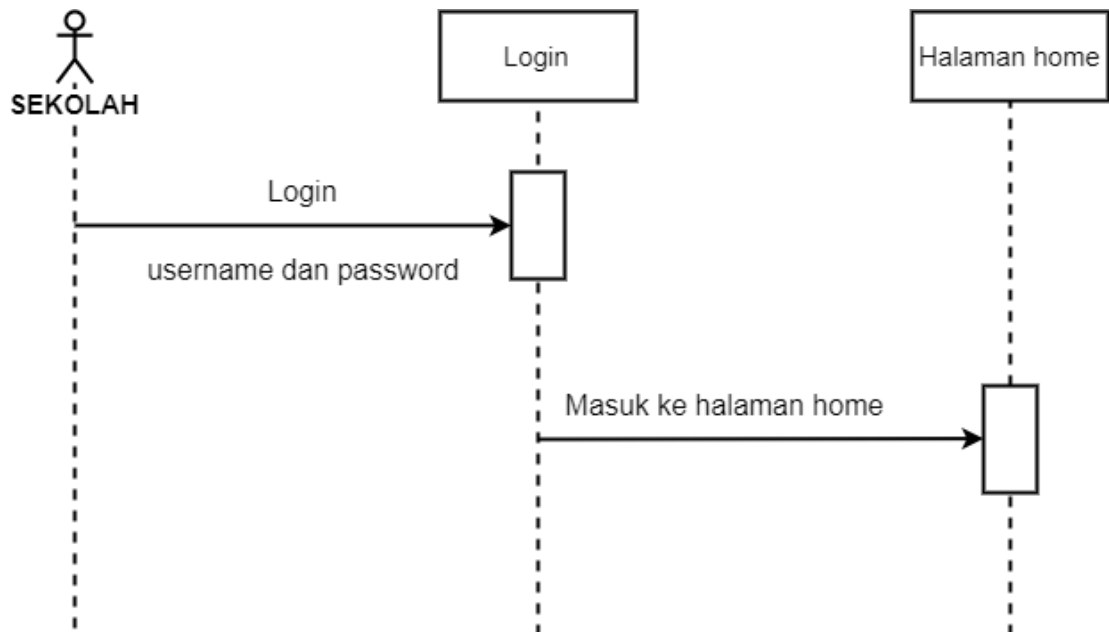 SEKOLAH
Login
Halaman home
Login
username dan password
Masuk ke halaman home